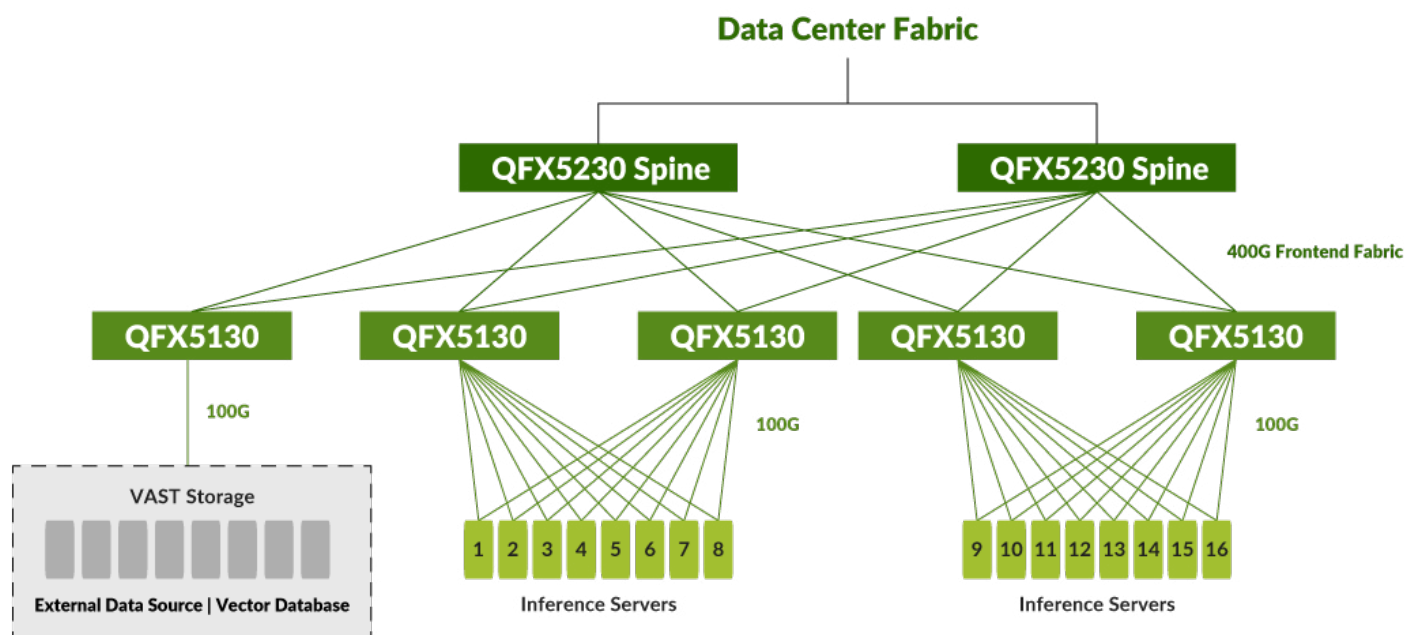 Data Center Fabric
QFX5230 Spine
QFX5230 Spine
400G Frontend Fabric
QFX5130
QFX5130
QFX5130
QFX5130
QFX5130
100G
100G
100G
VAST Storage
1 2 3 4 5 6 7 8
9 10 11 12 13 14 15 16
External Data Source | Vector Database
Inference Servers
Inference Servers